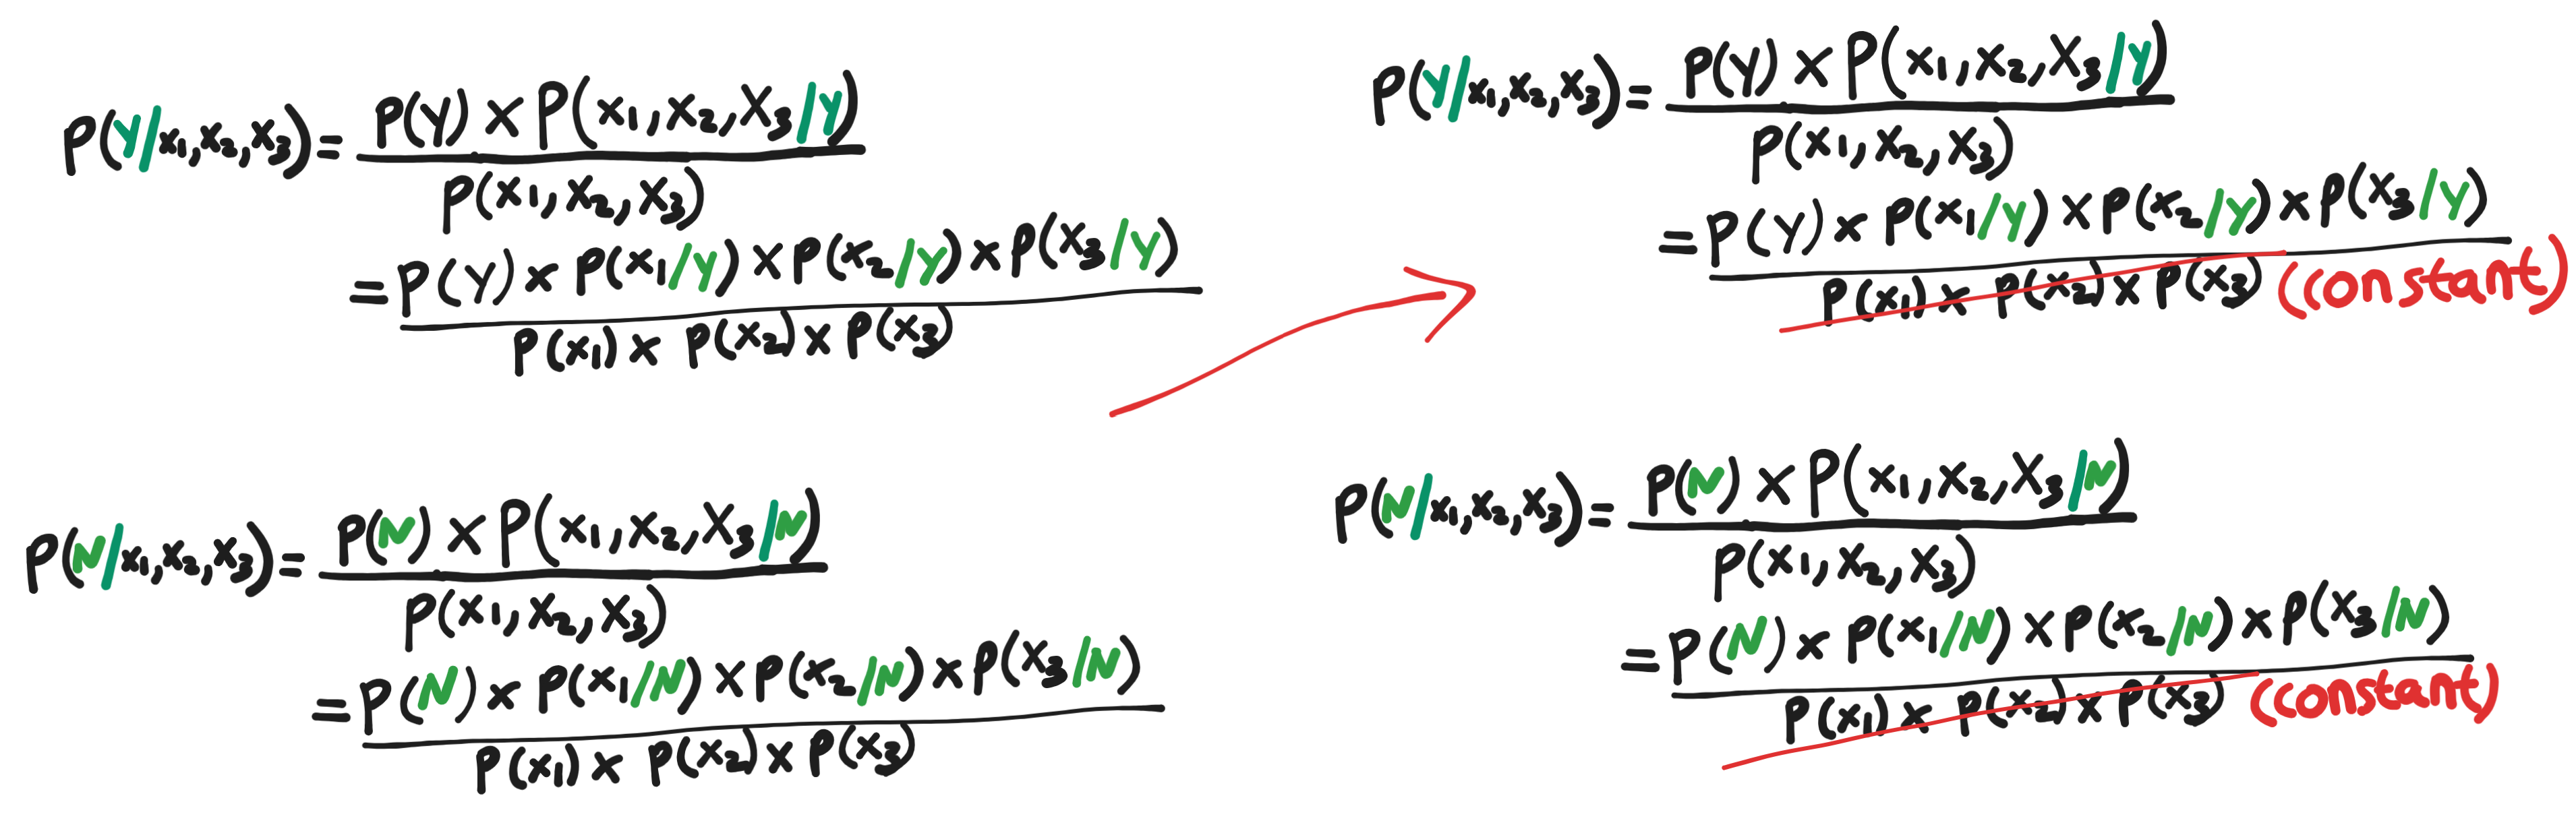 P(Y/x1,x2,x3) = P(Y) × P(x1,x2,X3/Y)
P(x1,x2,x3)
= P(Y) × P(x1/Y) × P(x2/Y) × P(x3/Y)
P(x1) × P(x2) × P(x3)
P(N/x1,x2,x3) = P(N) × P(x1,x2,X3/N)
P(x1,x2,x3)
= P(N) × P(x1/N) × P(x2/N) × P(x3/N)
P(x1) × P(x2) × P(x3)
P(Y/x1,x2,x3) = P(Y) × P(x1,x2,X3/Y)
P(x1,x2,x3)
= P(Y) × P(x1/Y) × P(x2/Y) × P(x3/Y)
P(x1) × P(x2) × P(x3) (constant)
P(N/x1,x2,x3) = P(N) × P(x1,x2,X3/N)
P(x1,x2,x3)
= P(N) × P(x1/N) × P(x2/N) × P(x3/N)
P(x1) × P(x2) × P(x3) (constant)